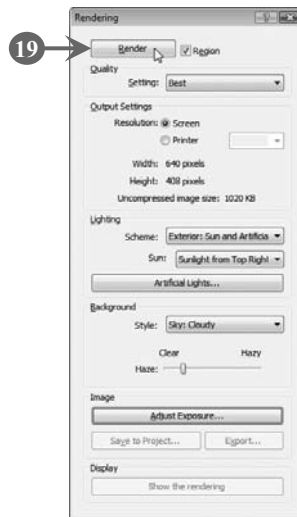 Rendering
19
Render
Region
Quality
Setting: Best
Output Settings
Resolution: Screen
Printer
Width: 640 pixels
Height: 408 pixels
Uncompressed image size: 1020 KB
Lighting
Scheme: Exterior: Sun and Artificia
Sun: Sunlight from Top Right
Artificial Lights...
Background
Style: Sky: Cloudy
Clear Hazy
Haze:
Image
Adjust Exposure...
Save to Project... Export...
Display
Show the rendering